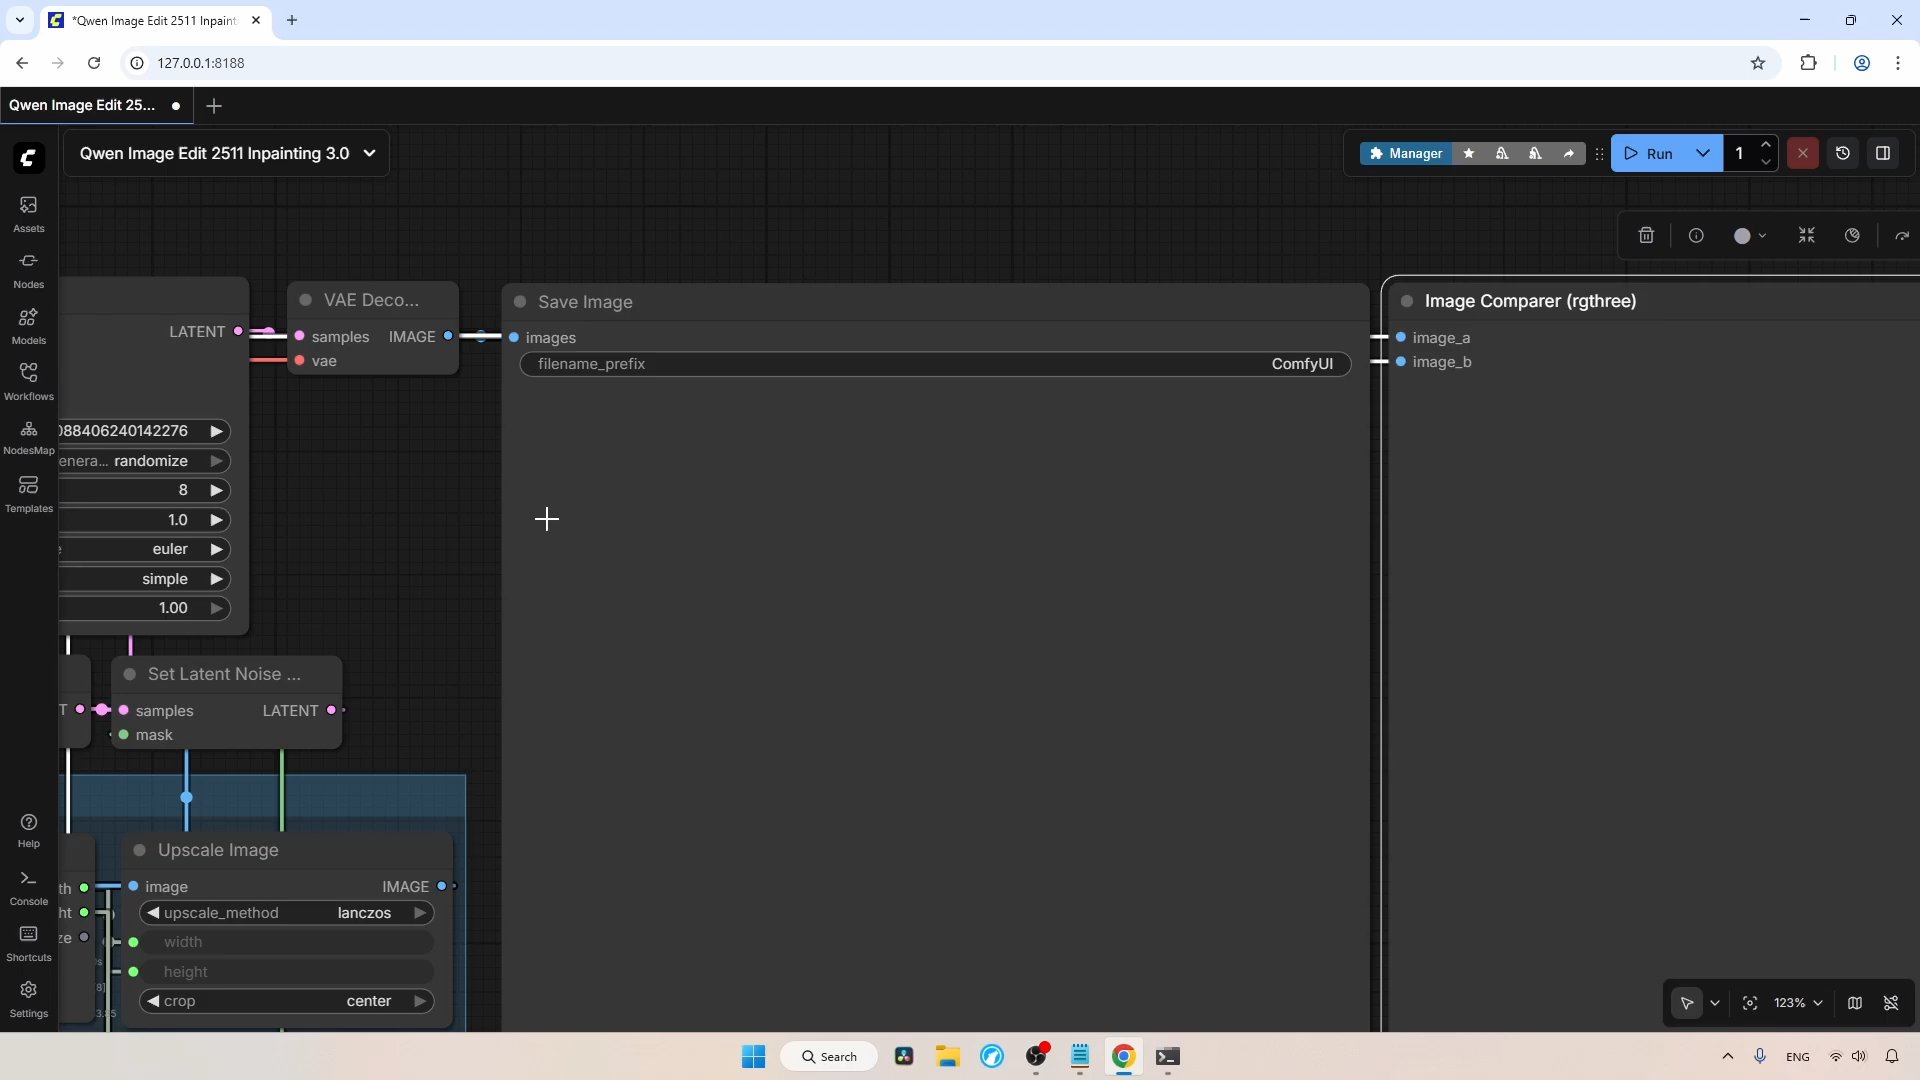 *Qwen Image Edit 2511 Inpaint
127.0.0.1:8188
Qwen Image Edit 25...
Qwen Image Edit 2511 Inpainting 3.0
Manager
Run
1
Assets
Nodes
Models
Workflows
NodesMap
Templates
Help
Console
Shortcuts
Settings
LATENT
088406240142276
enera... randomize
8
1.0
euler
simple
1.00
VAE Deco...
samples IMAGE
vae
Save Image
images
filename_prefix ComfyUI
Image Comparer (rgthree)
image_a
image_b
T
Set Latent Noise ...
samples LATENT
mask
th
ht
ze
Upscale Image
image IMAGE
upscale_method lanczos
width
height
crop center
123%
Search
ENG